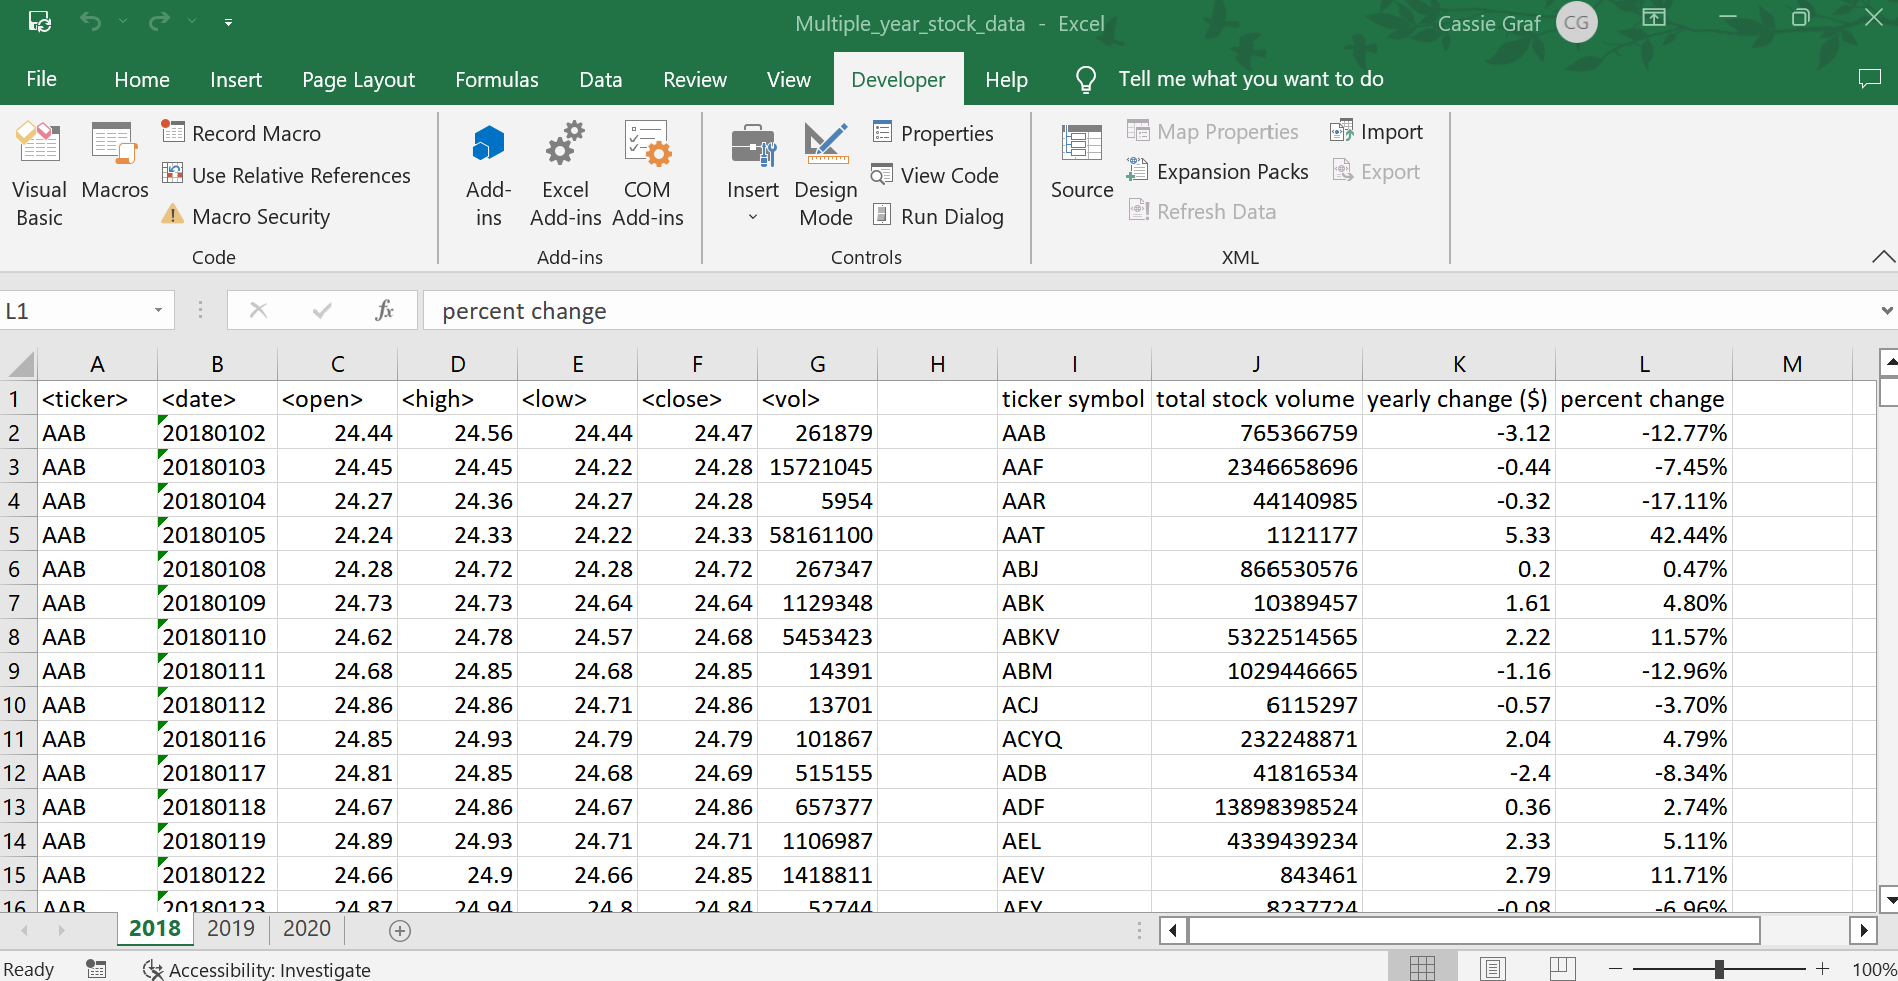 Multiple_year_stock_data - Excel
Cassie Graf CG
File Home Insert Page Layout Formulas Data Review View Developer Help Tell me what you want to do
Visual Basic
Macros
Record Macro
Use Relative References
Macro Security
Code
Add-ins
Excel Add-ins
COM Add-ins
Add-ins
Insert
Design Mode
Properties
View Code
Run Dialog
Controls
Source
Map Properties
Expansion Packs
Refresh Data
Import
Export
XML
L1 fx percent change
A B C D E F G H I J K L M
1 <ticker> <date> <open> <high> <low> <close> <vol> ticker symbol total stock volume yearly change ($) percent change
2 AAB 20180102 24.44 24.56 24.44 24.47 261879 AAB 765366759 -3.12 -12.77%
3 AAB 20180103 24.45 24.45 24.22 24.28 15721045 AAF 2346658696 -0.44 -7.45%
4 AAB 20180104 24.27 24.36 24.27 24.28 5954 AAR 44140985 -0.32 -17.11%
5 AAB 20180105 24.24 24.33 24.22 24.33 58161100 AAT 1121177 5.33 42.44%
6 AAB 20180108 24.28 24.72 24.28 24.72 267347 ABJ 866530576 0.2 0.47%
7 AAB 20180109 24.73 24.73 24.64 24.64 1129348 ABK 10389457 1.61 4.80%
8 AAB 20180110 24.62 24.78 24.57 24.68 5453423 ABKV 5322514565 2.22 11.57%
9 AAB 20180111 24.68 24.85 24.68 24.85 14391 ABM 1029446665 -1.16 -12.96%
10 AAB 20180112 24.86 24.86 24.71 24.86 13701 ACJ 6115297 -0.57 -3.70%
11 AAB 20180116 24.85 24.93 24.79 24.79 101867 ACYQ 232248871 2.04 4.79%
12 AAB 20180117 24.81 24.85 24.68 24.69 515155 ADB 41816534 -2.4 -8.34%
13 AAB 20180118 24.67 24.86 24.67 24.86 657377 ADF 13898398524 0.36 2.74%
14 AAB 20180119 24.89 24.93 24.71 24.71 1106987 AEL 4339439234 2.33 5.11%
15 AAB 20180122 24.66 24.9 24.66 24.85 1418811 AEV 843461 2.79 11.71%
16 AAB 20180123 24.87 24.94 24.8 24.84 52744 AEY 8237724 -0.08 -6.96%
2018 2019 2020
Ready Accessibility: Investigate 100%